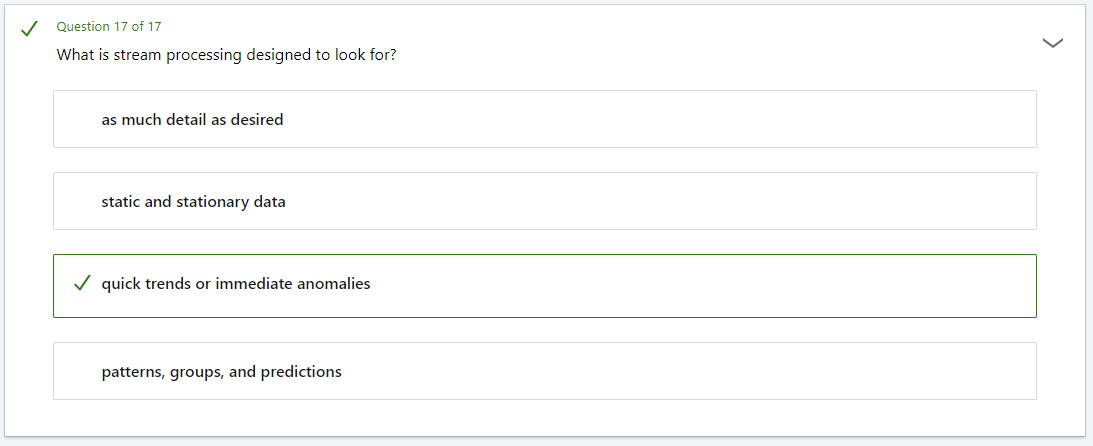 Question 17 of 17
What is stream processing designed to look for?
as much detail as desired
static and stationary data
quick trends or immediate anomalies
patterns, groups, and predictions